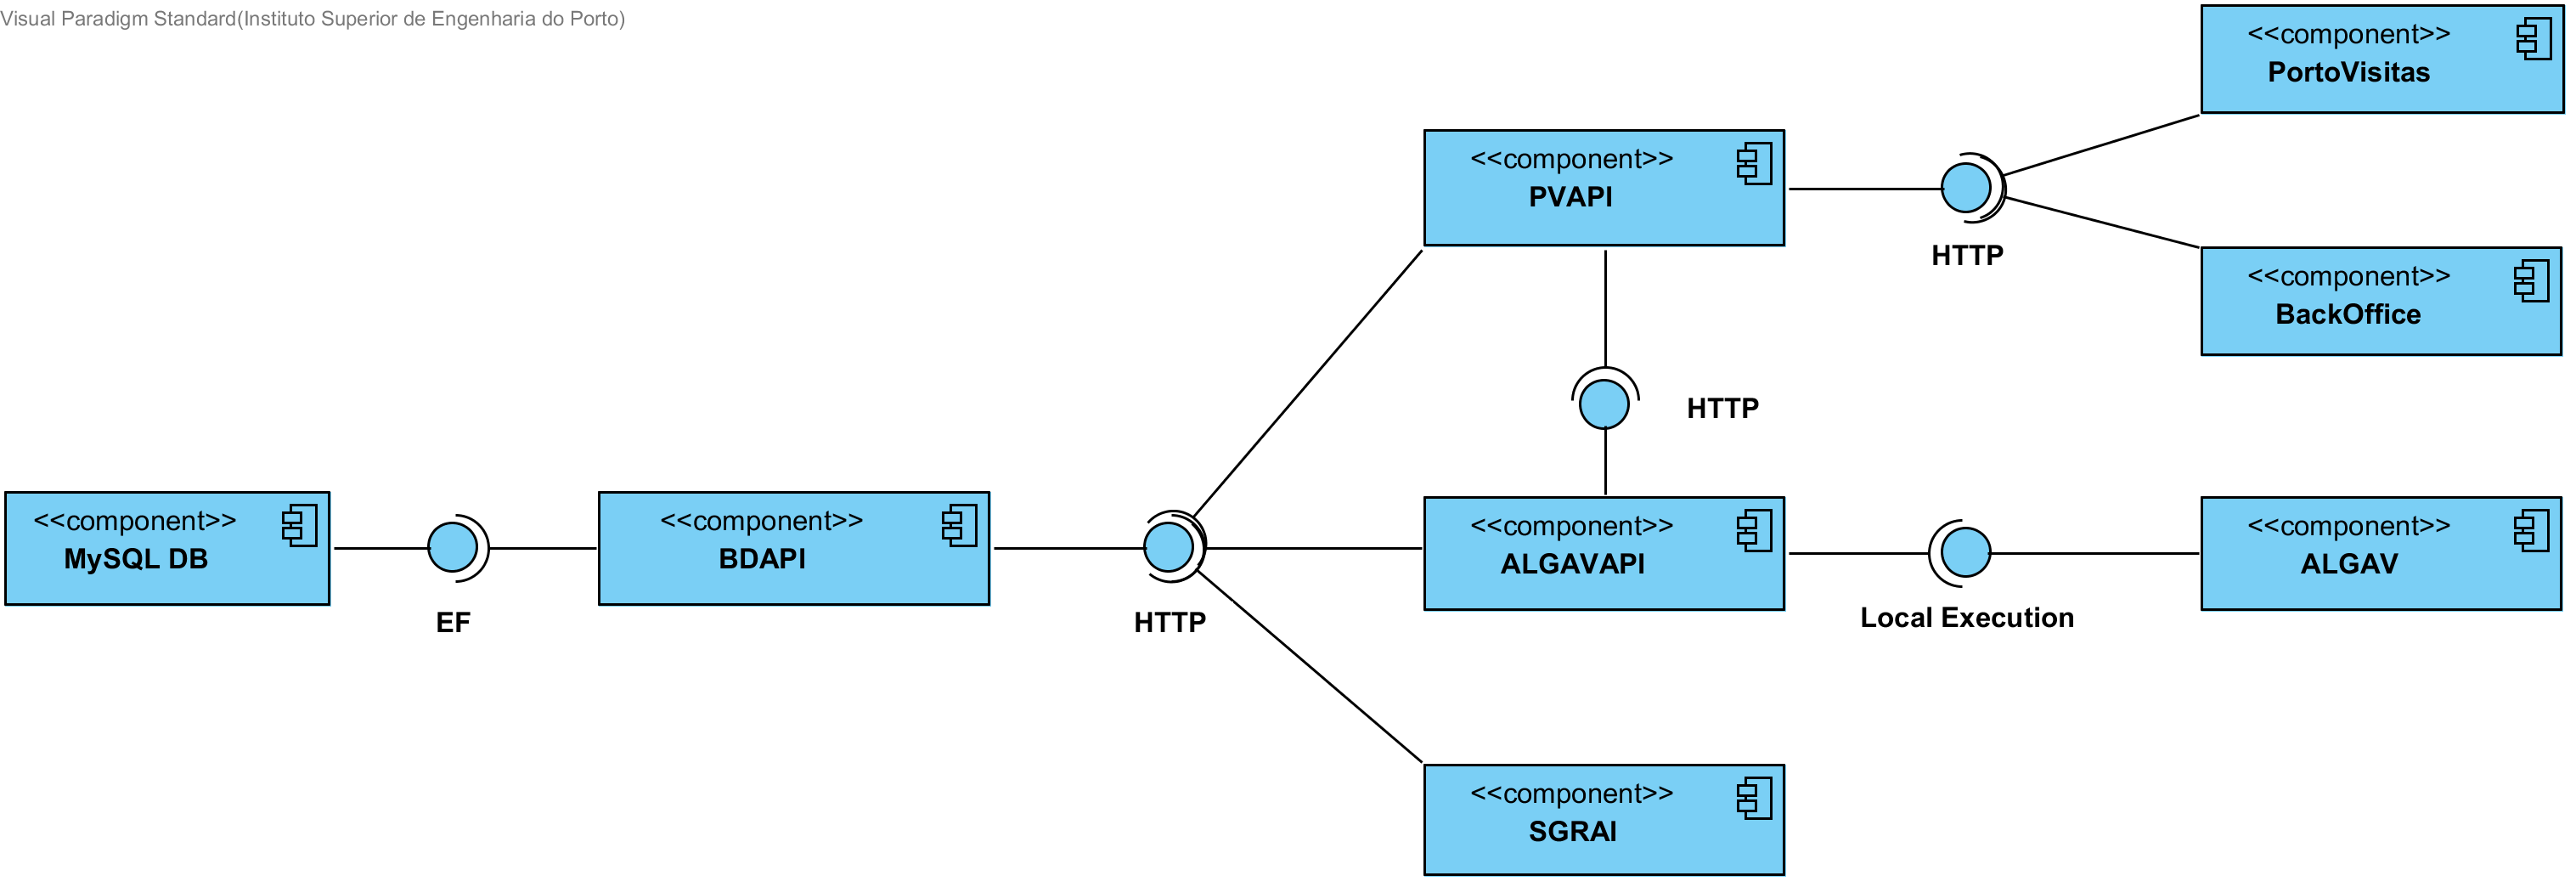 Visual Paradigm Standard(Instituto Superior de Engenharia do Porto)
<<component>>
PortoVisitas
<<component>>
PVAPI
HTTP
<<component>>
BackOffice
HTTP
<<component>>
MySQL DB
EF
<<component>>
BDAPI
HTTP
<<component>>
ALGAVAPI
Local Execution
<<component>>
ALGAV
<<component>>
SGRAI